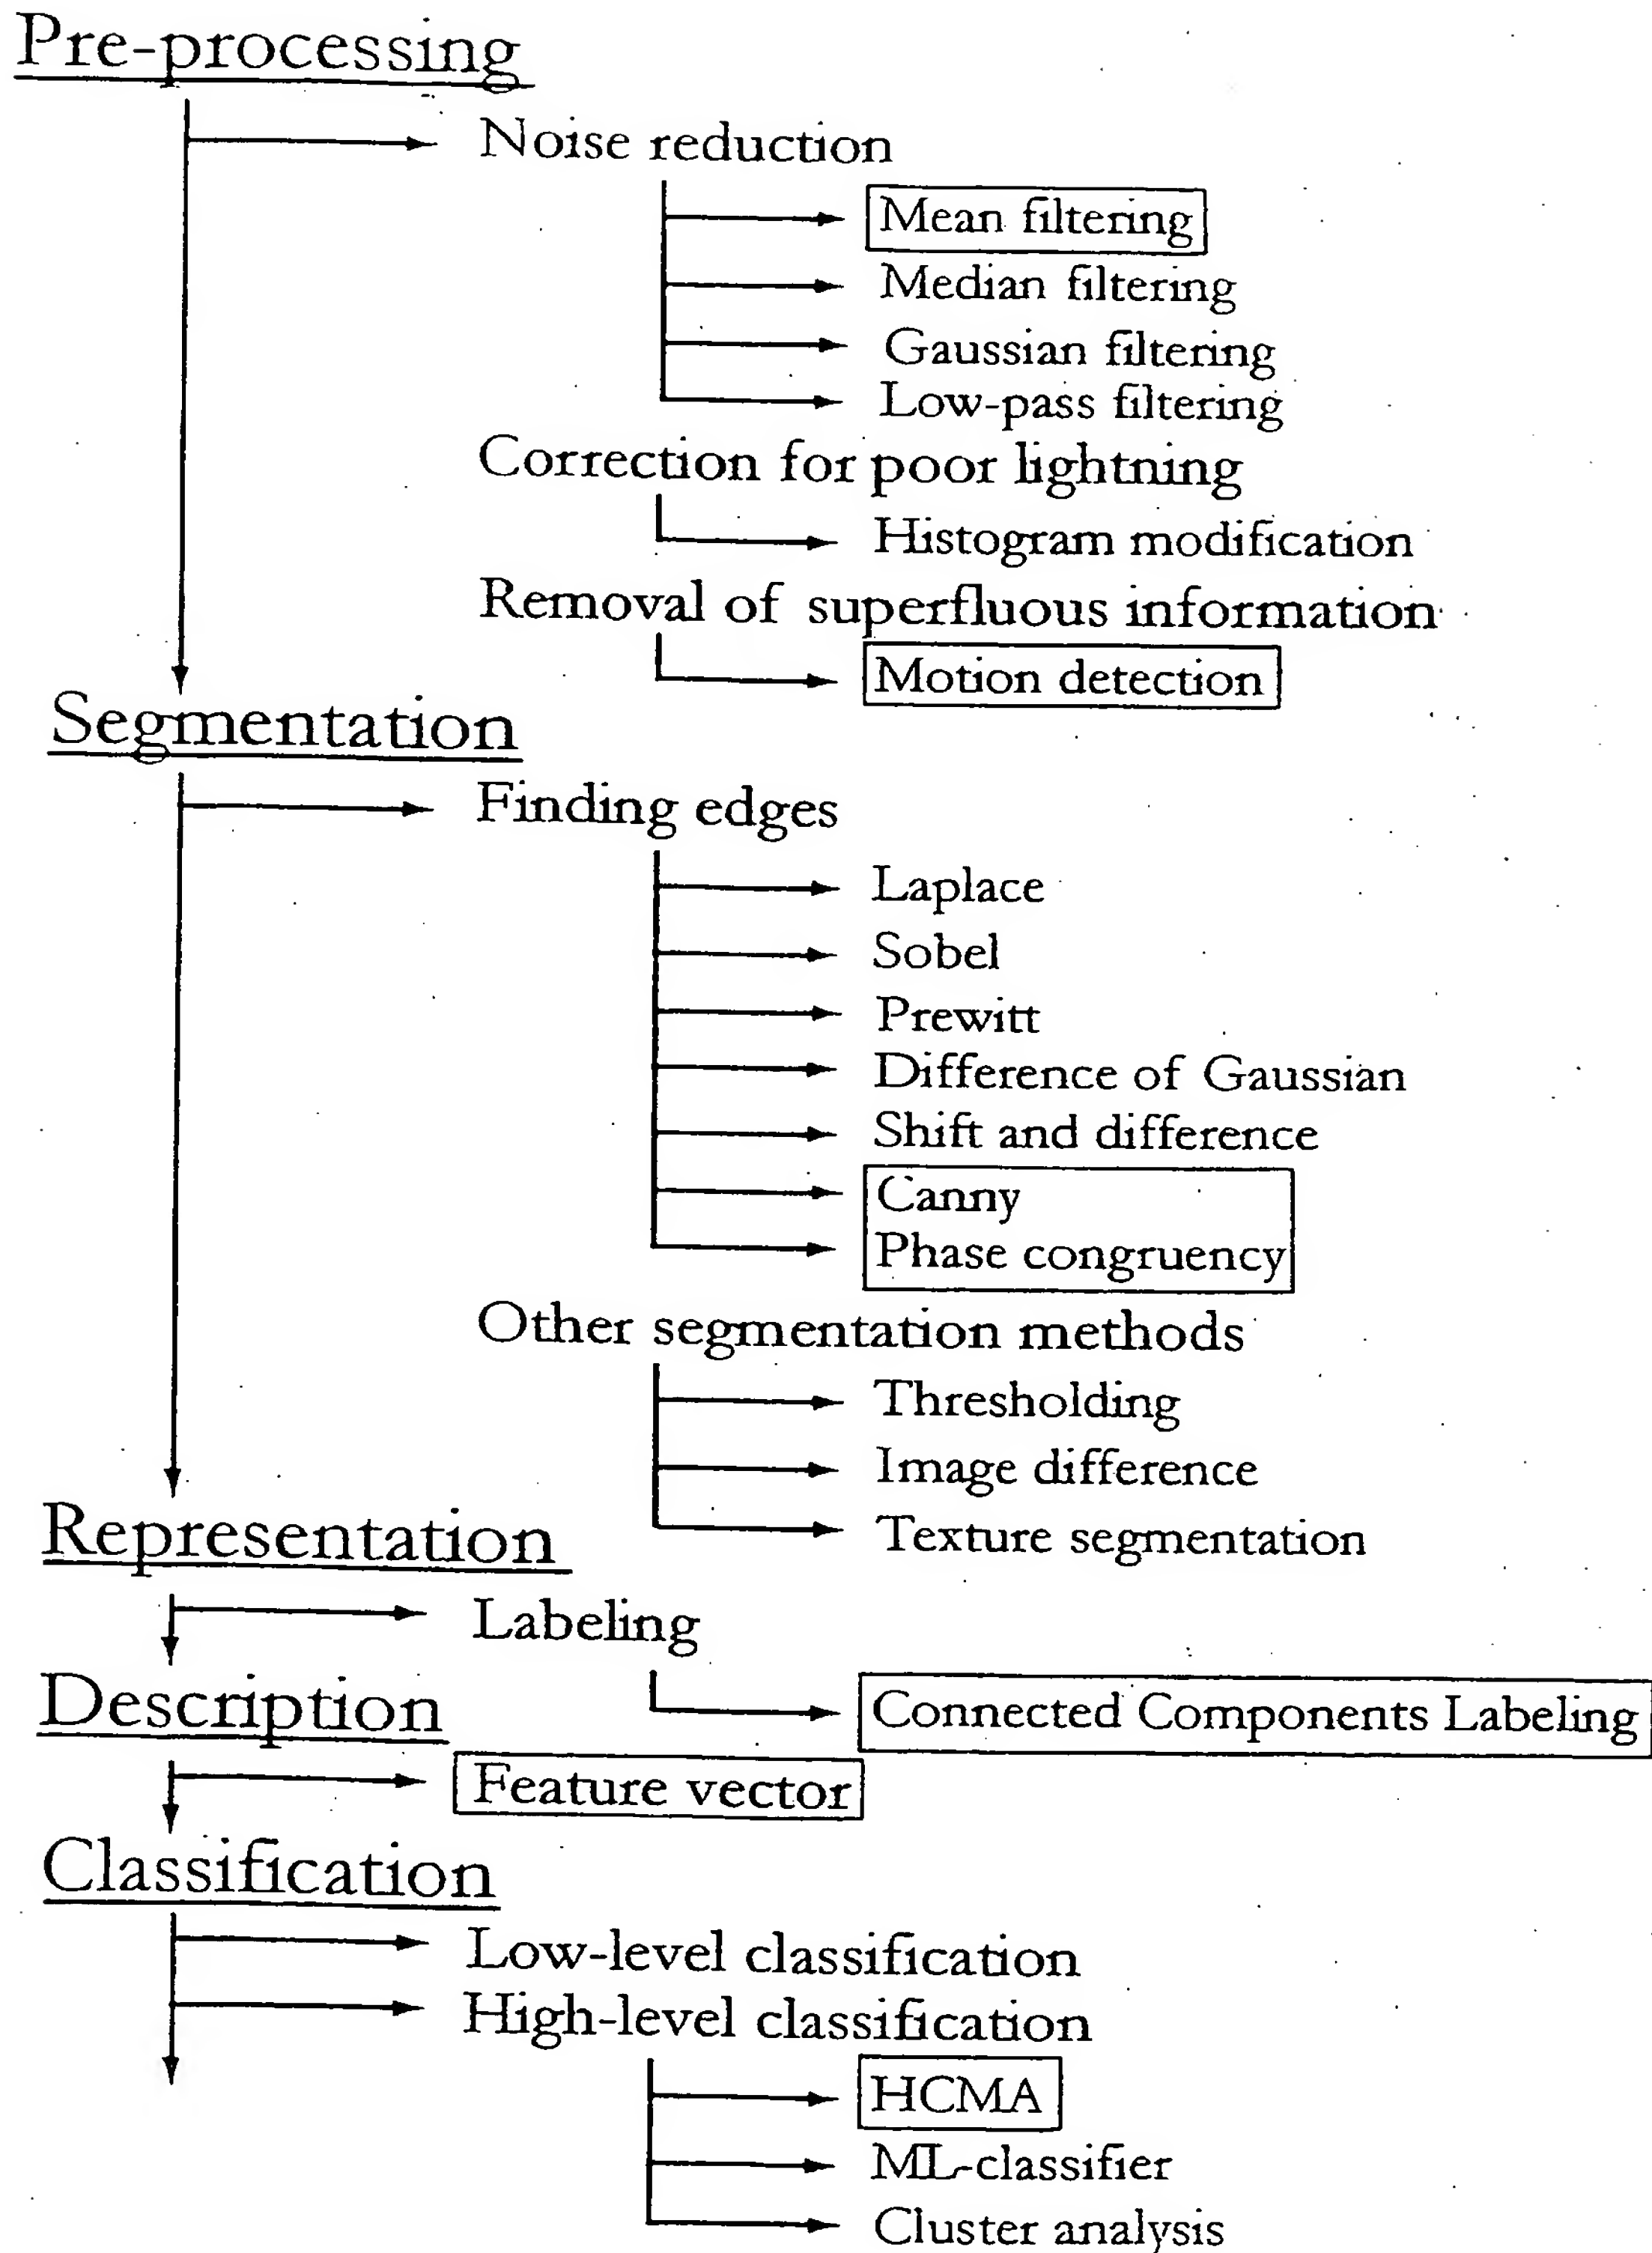 Pre-processing
Noise reduction
Mean filtering
Median filtering
Gaussian filtering
Low-pass filtering
Correction for poor lightning
Histogram modification
Removal of superfluous information
Motion detection
Segmentation
Finding edges
Laplace
Sobel
Prewitt
Difference of Gaussian
Shift and difference
Canny
Phase congruency
Other segmentation methods
Thresholding
Image difference
Texture segmentation
Representation
Labeling
Connected Components Labeling
Description
Feature vector
Classification
Low-level classification
High-level classification
HCMA
ML-classifier
Cluster analysis